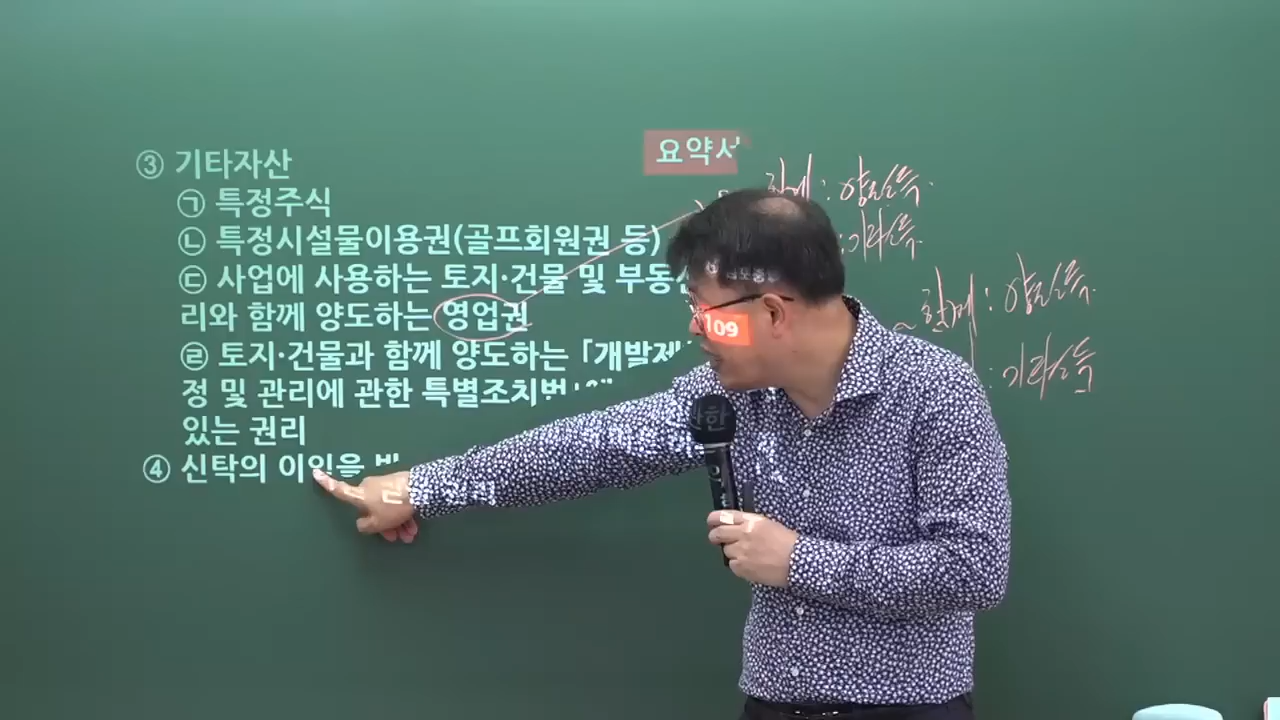 ③ 기타자산
㉠ 특정주식
㉡ 특정시설물이용권(골프회원권 등)
㉢ 사업에 사용하는 토지·건물 및 부동산
리와 함께 양도하는 영업권
㉣ 토지·건물과 함께 양도하는 「개발제
정 및 관리에 관한 특별조치법」에
있는 권리
④ 신탁의 이익을 받
요약서
109
함께 : 양도소득
: 기타소득
~ 함께 : 양도소득
: 기타소득